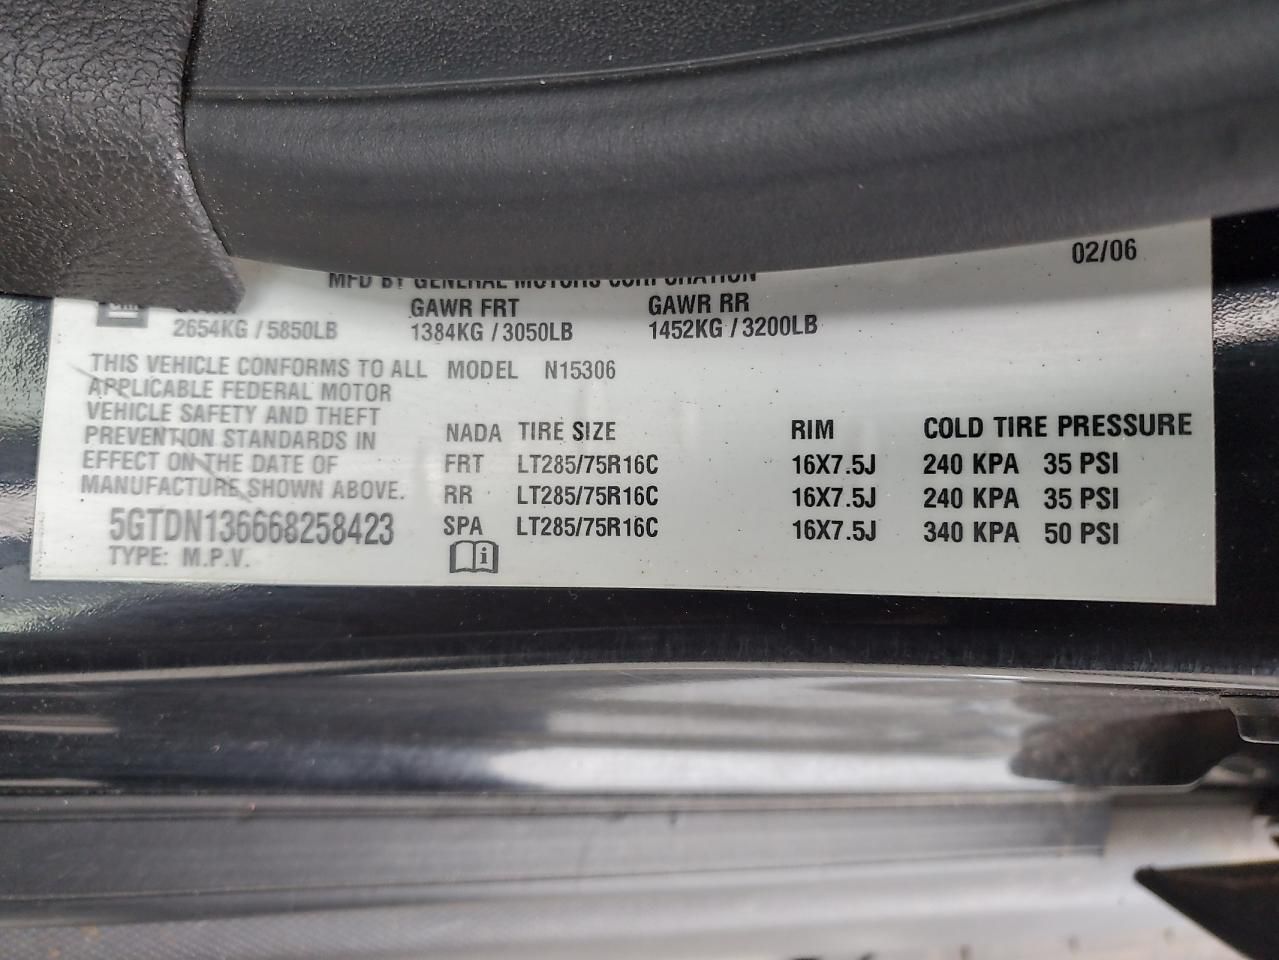 02/06
MFD BY GENERAL MOTORS CORPORATION
GM GVWR GAWR FRT GAWR RR
2654KG / 5850LB 1384KG / 3050LB 1452KG / 3200LB
THIS VEHICLE CONFORMS TO ALL
APPLICABLE FEDERAL MOTOR
VEHICLE SAFETY AND THEFT
PREVENTION STANDARDS IN
EFFECT ON THE DATE OF
MANUFACTURE SHOWN ABOVE.
5GTDN136668258423
TYPE: M.P.V.
MODEL N15306
NADA TIRE SIZE RIM COLD TIRE PRESSURE
FRT LT285/75R16C 16X7.5J 240 KPA 35 PSI
RR LT285/75R16C 16X7.5J 240 KPA 35 PSI
SPA LT285/75R16C 16X7.5J 340 KPA 50 PSI